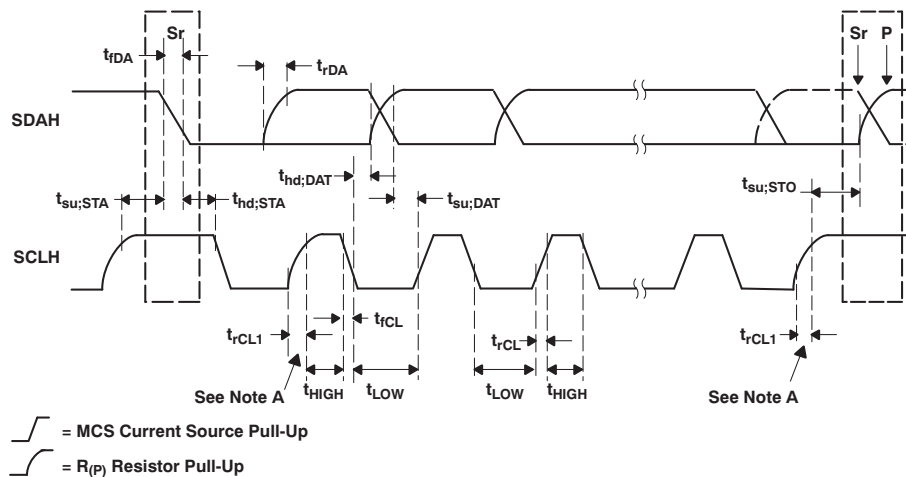 Sr
Sr P
t_fDA
t_rDA
SDAH
t_hd;DAT
t_su;STA
t_hd;STA
t_su;DAT
t_su;STO
SCLH
t_fCL
t_rCL1
t_rCL
t_rCL1
See Note A
t_HIGH
t_LOW
t_LOW
t_HIGH
See Note A
= MCS Current Source Pull-Up
= R(P) Resistor Pull-Up